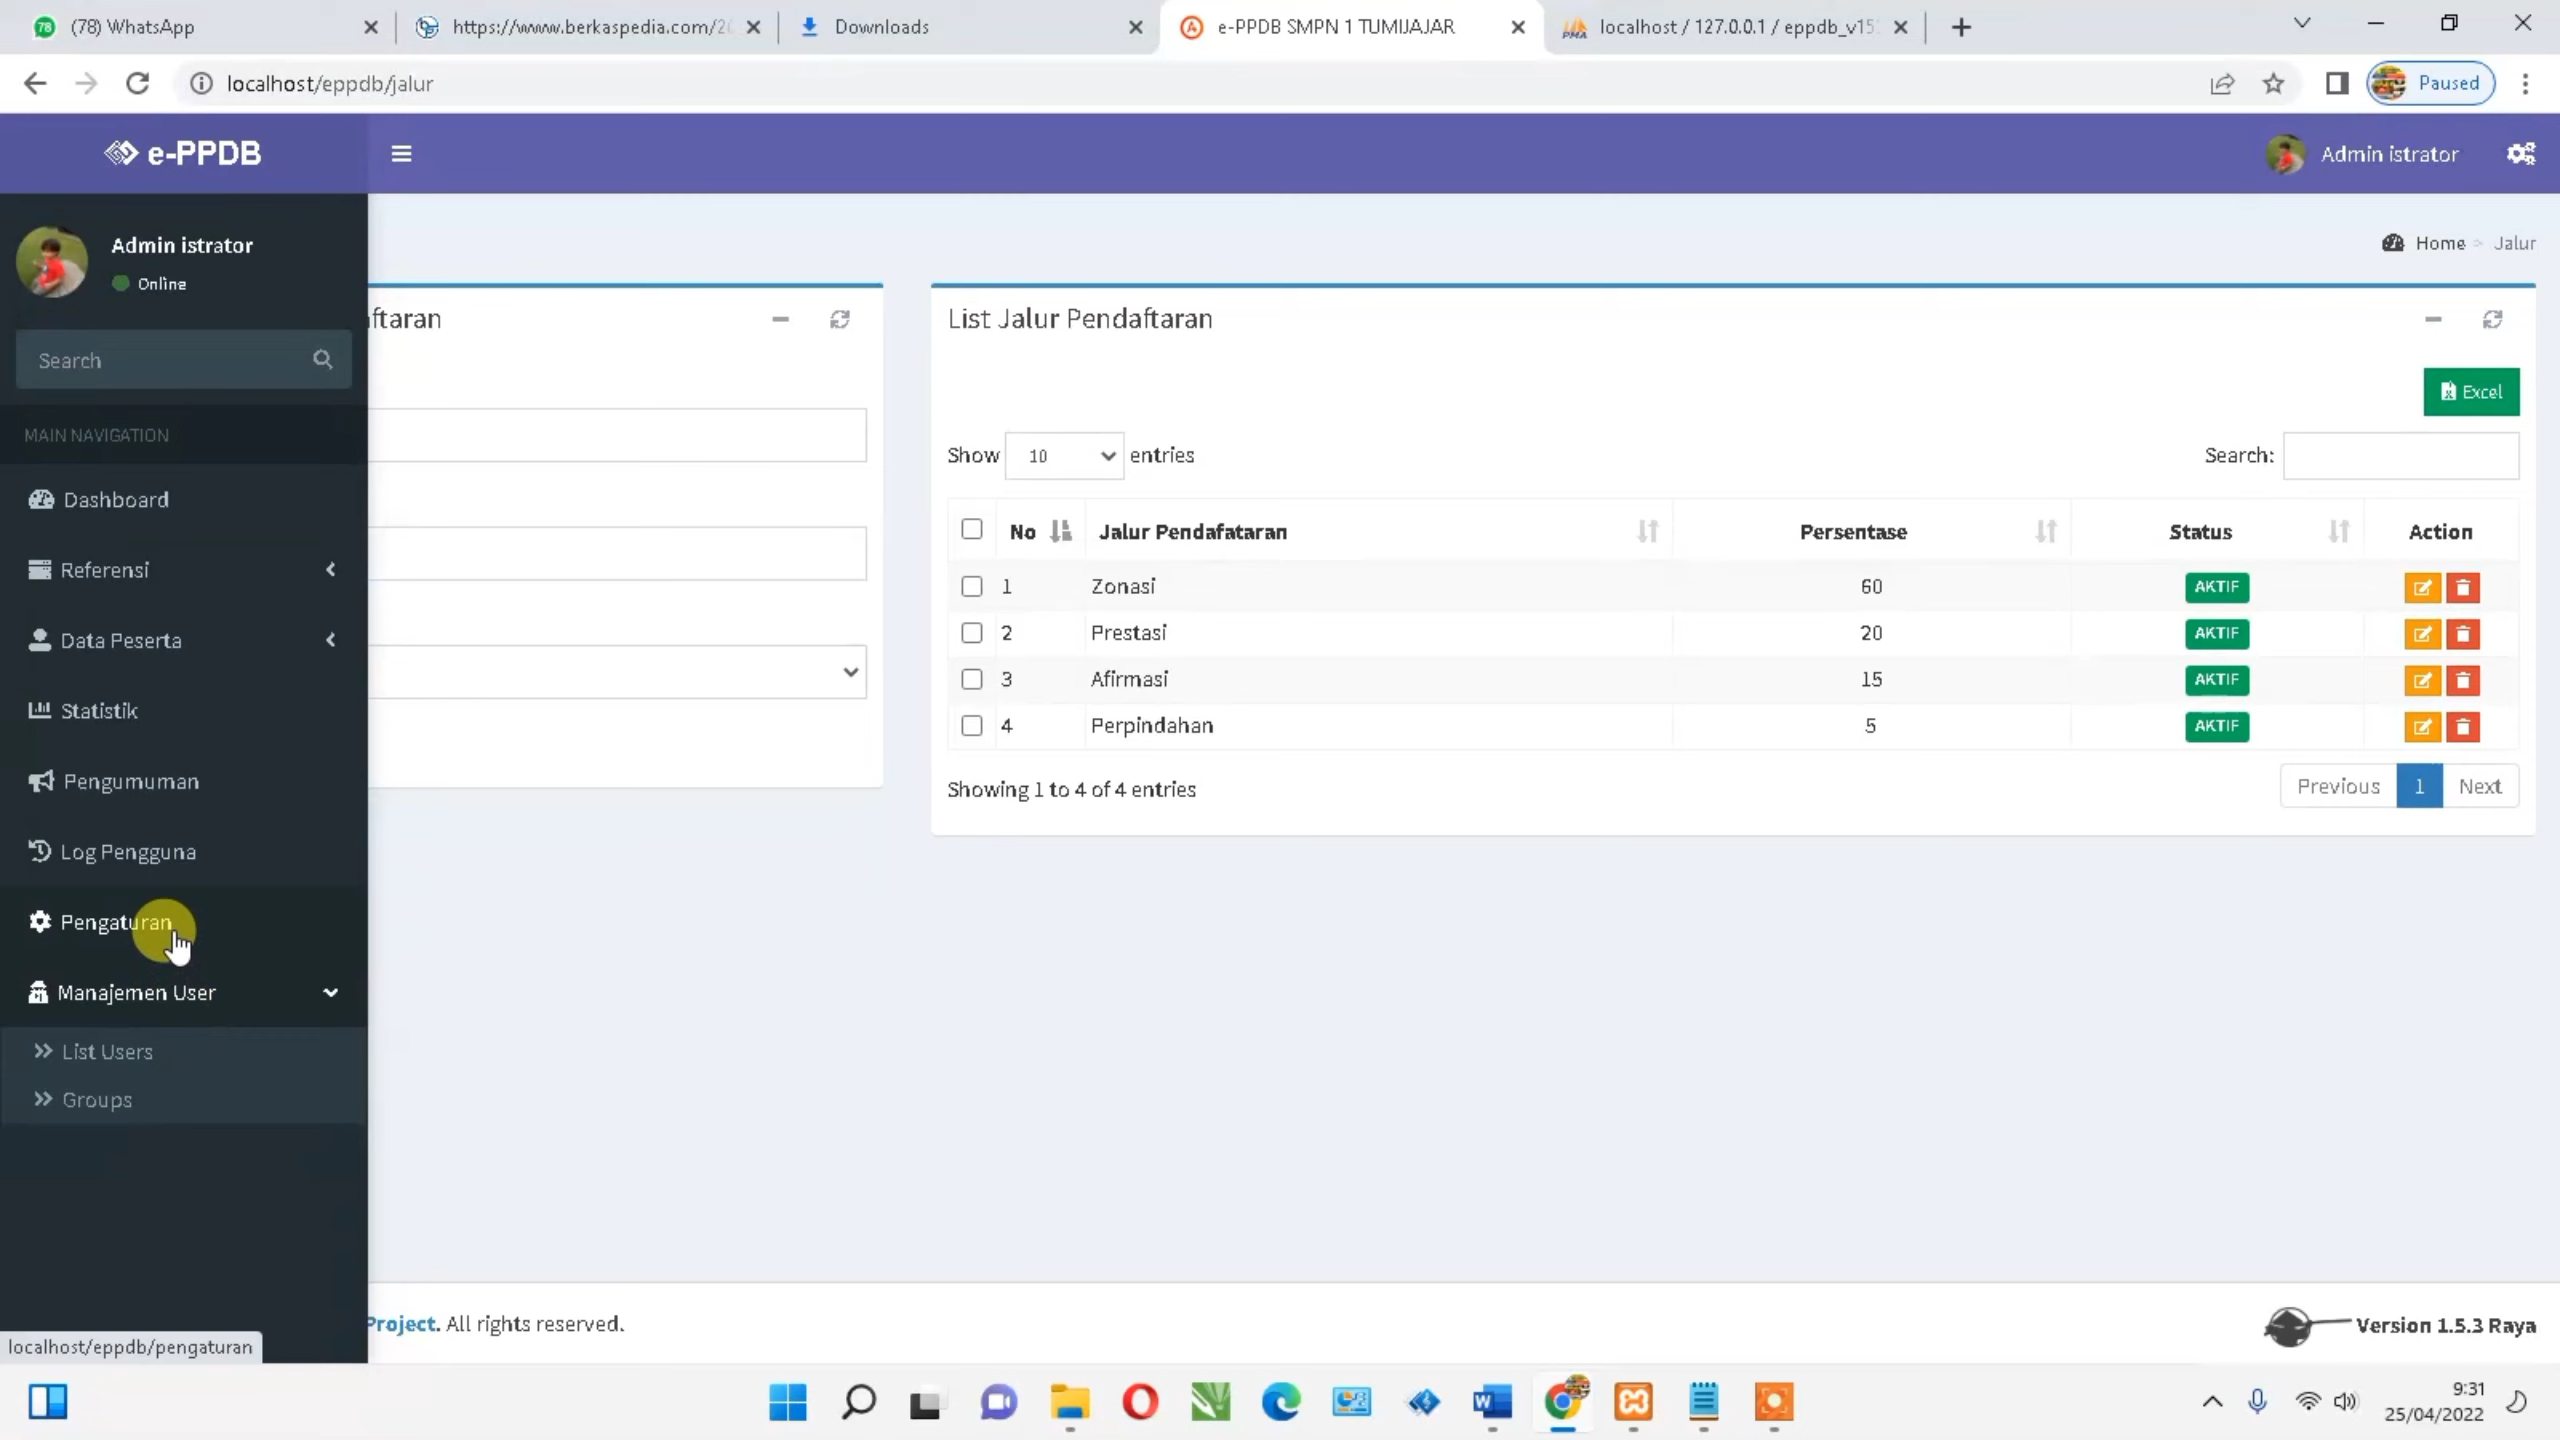 (78) WhatsApp
https://www.berkaspedia.com/20
Downloads
e-PPDB SMPN 1 TUMIJAJAR
localhost / 127.0.0.1 / eppdb_v15
localhost/eppdb/jalur
Paused
e-PPDB
Admin istrator
Admin istrator
Online
Home > Jalur
ftaran
List Jalur Pendaftaran
Search
Excel
MAIN NAVIGATION
Show 10 entries
Search:
Dashboard
No Jalur Pendafataran Persentase Status Action
Referensi
1 Zonasi 60 AKTIF
2 Prestasi 20 AKTIF
Data Peserta
3 Afirmasi 15 AKTIF
Statistik
4 Perpindahan 5 AKTIF
Pengumuman
Showing 1 to 4 of 4 entries
Previous 1 Next
Log Pengguna
Pengaturan
Manajemen User
List Users
Groups
Project. All rights reserved.
Version 1.5.3 Raya
localhost/eppdb/pengaturan
9:31
25/04/2022